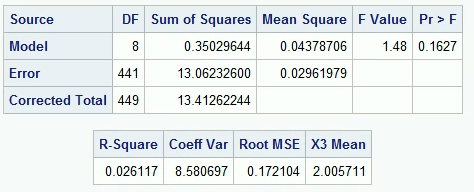 Source DF Sum of Squares Mean Square F Value Pr > F
Model 8 0.35029644 0.04378706 1.48 0.1627
Error 441 13.06232600 0.02961979
Corrected Total 449 13.41262244
R-Square Coeff Var Root MSE X3 Mean
0.026117 8.580697 0.172104 2.005711